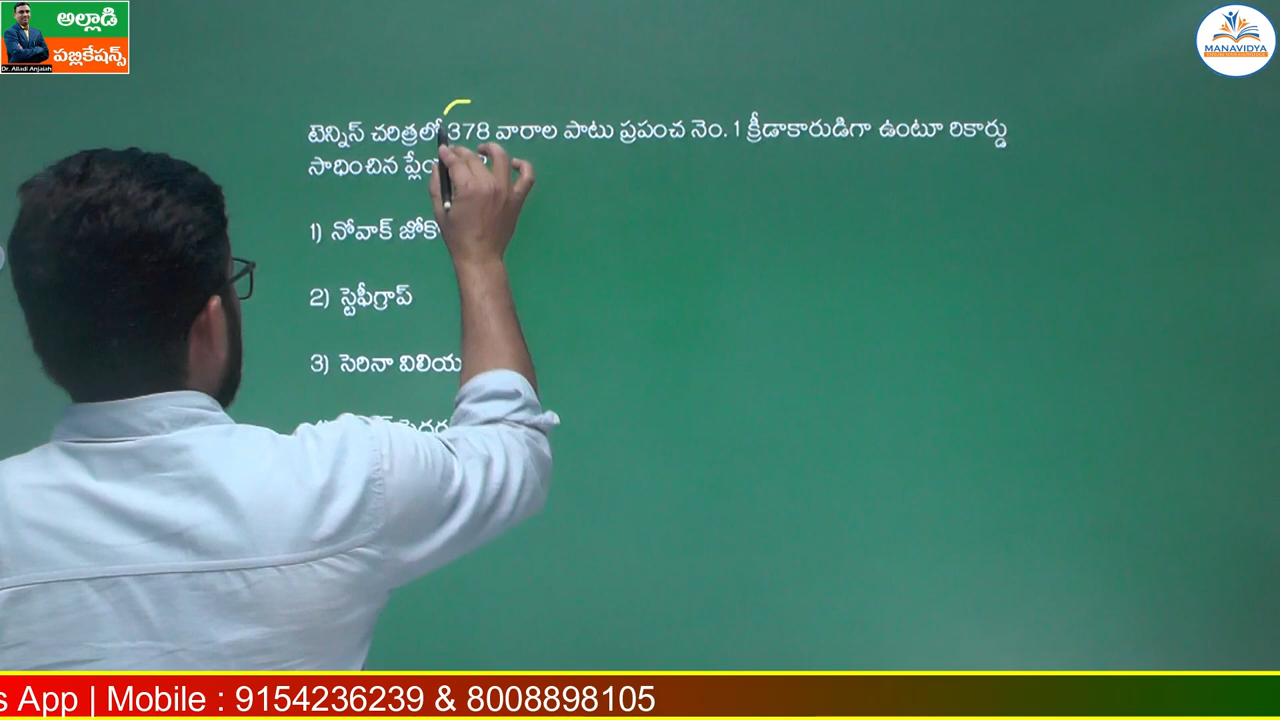 అల్లాడి
పబ్లికేషన్స్
Dr. Alladi Anjaiah
MANAVIDYA
టెన్నిస్ చరిత్రలో 378 వారాల పాటు ప్రపంచ నెం. 1 క్రీడాకారుడిగా ఉంటూ రికార్డు
సాధించిన
1) నోవాక్
2) స్టెఫీగ్రాప్
3) సెరినా
s App | Mobile : 9154236239 & 8008898105